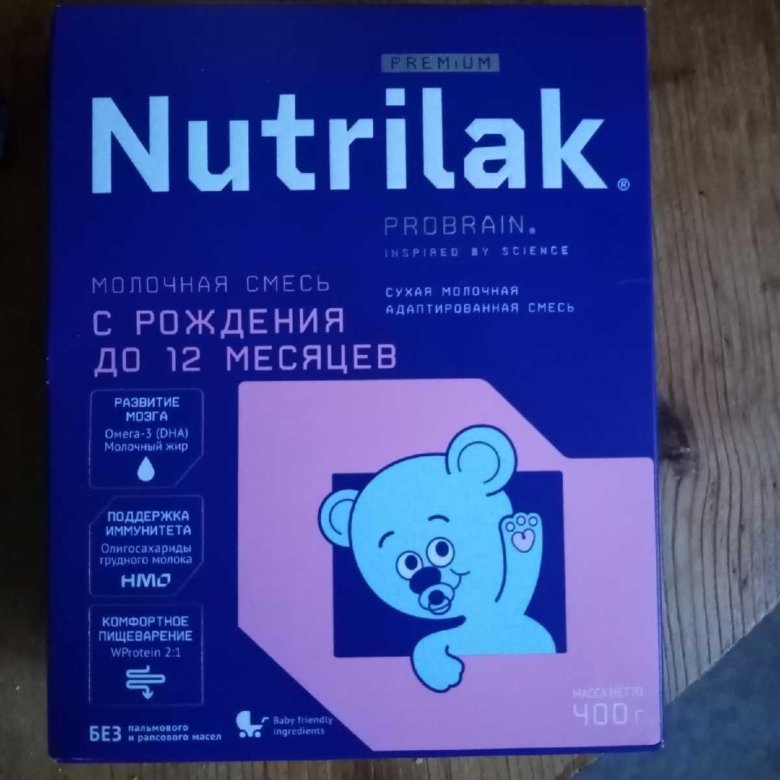 PREMIUM
Nutrilak®
PROBRAIN®
INSPIRED BY SCIENCE
МОЛОЧНАЯ СМЕСЬ
С РОЖДЕНИЯ
ДО 12 МЕСЯЦЕВ
СУХАЯ МОЛОЧНАЯ
АДАПТИРОВАННАЯ СМЕСЬ
РАЗВИТИЕ
МОЗГА
Омега-3 (DHA)
Молочный жир
ПОДДЕРЖКА
ИММУНИТЕТА
Олигосахариды
грудного молока
HMO
КОМФОРТНОЕ
ПИЩЕВАРЕНИЕ
WProtein 2:1
БЕЗ пальмового
и рапсового масел
Baby friendly
ingredients
МАССА НЕТТО
400 г